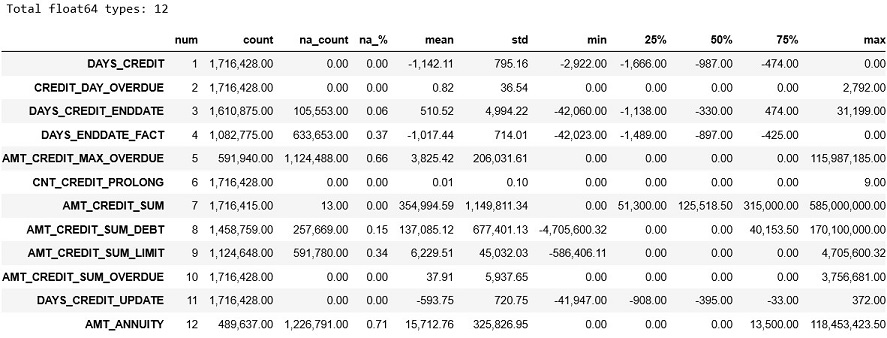 Total float64 types: 12
num count na_count na_% mean std min 25% 50% 75% max
DAYS_CREDIT 1 1,716,428.00 0.00 0.00 -1,142.11 795.16 -2,922.00 -1,666.00 -987.00 -474.00 0.00
CREDIT_DAY_OVERDUE 2 1,716,428.00 0.00 0.00 0.82 36.54 0.00 0.00 0.00 0.00 2,792.00
DAYS_CREDIT_ENDDATE 3 1,610,875.00 105,553.00 0.06 510.52 4,994.22 -42,060.00 -1,138.00 -330.00 474.00 31,199.00
DAYS_ENDDATE_FACT 4 1,082,775.00 633,653.00 0.37 -1,017.44 714.01 -42,023.00 -1,489.00 -897.00 -425.00 0.00
AMT_CREDIT_MAX_OVERDUE 5 591,940.00 1,124,488.00 0.66 3,825.42 206,031.61 0.00 0.00 0.00 0.00 115,987,185.00
CNT_CREDIT_PROLONG 6 1,716,428.00 0.00 0.00 0.01 0.10 0.00 0.00 0.00 0.00 9.00
AMT_CREDIT_SUM 7 1,716,415.00 13.00 0.00 354,994.59 1,149,811.34 0.00 51,300.00 125,518.50 315,000.00 585,000,000.00
AMT_CREDIT_SUM_DEBT 8 1,458,759.00 257,669.00 0.15 137,085.12 677,401.13 -4,705,600.32 0.00 0.00 40,153.50 170,100,000.00
AMT_CREDIT_SUM_LIMIT 9 1,124,648.00 591,780.00 0.34 6,229.51 45,032.03 -586,406.11 0.00 0.00 0.00 4,705,600.32
AMT_CREDIT_SUM_OVERDUE 10 1,716,428.00 0.00 0.00 37.91 5,937.65 0.00 0.00 0.00 0.00 3,756,681.00
DAYS_CREDIT_UPDATE 11 1,716,428.00 0.00 0.00 -593.75 720.75 -41,947.00 -908.00 -395.00 -33.00 372.00
AMT_ANNUITY 12 489,637.00 1,226,791.00 0.71 15,712.76 325,826.95 0.00 0.00 0.00 13,500.00 118,453,423.50